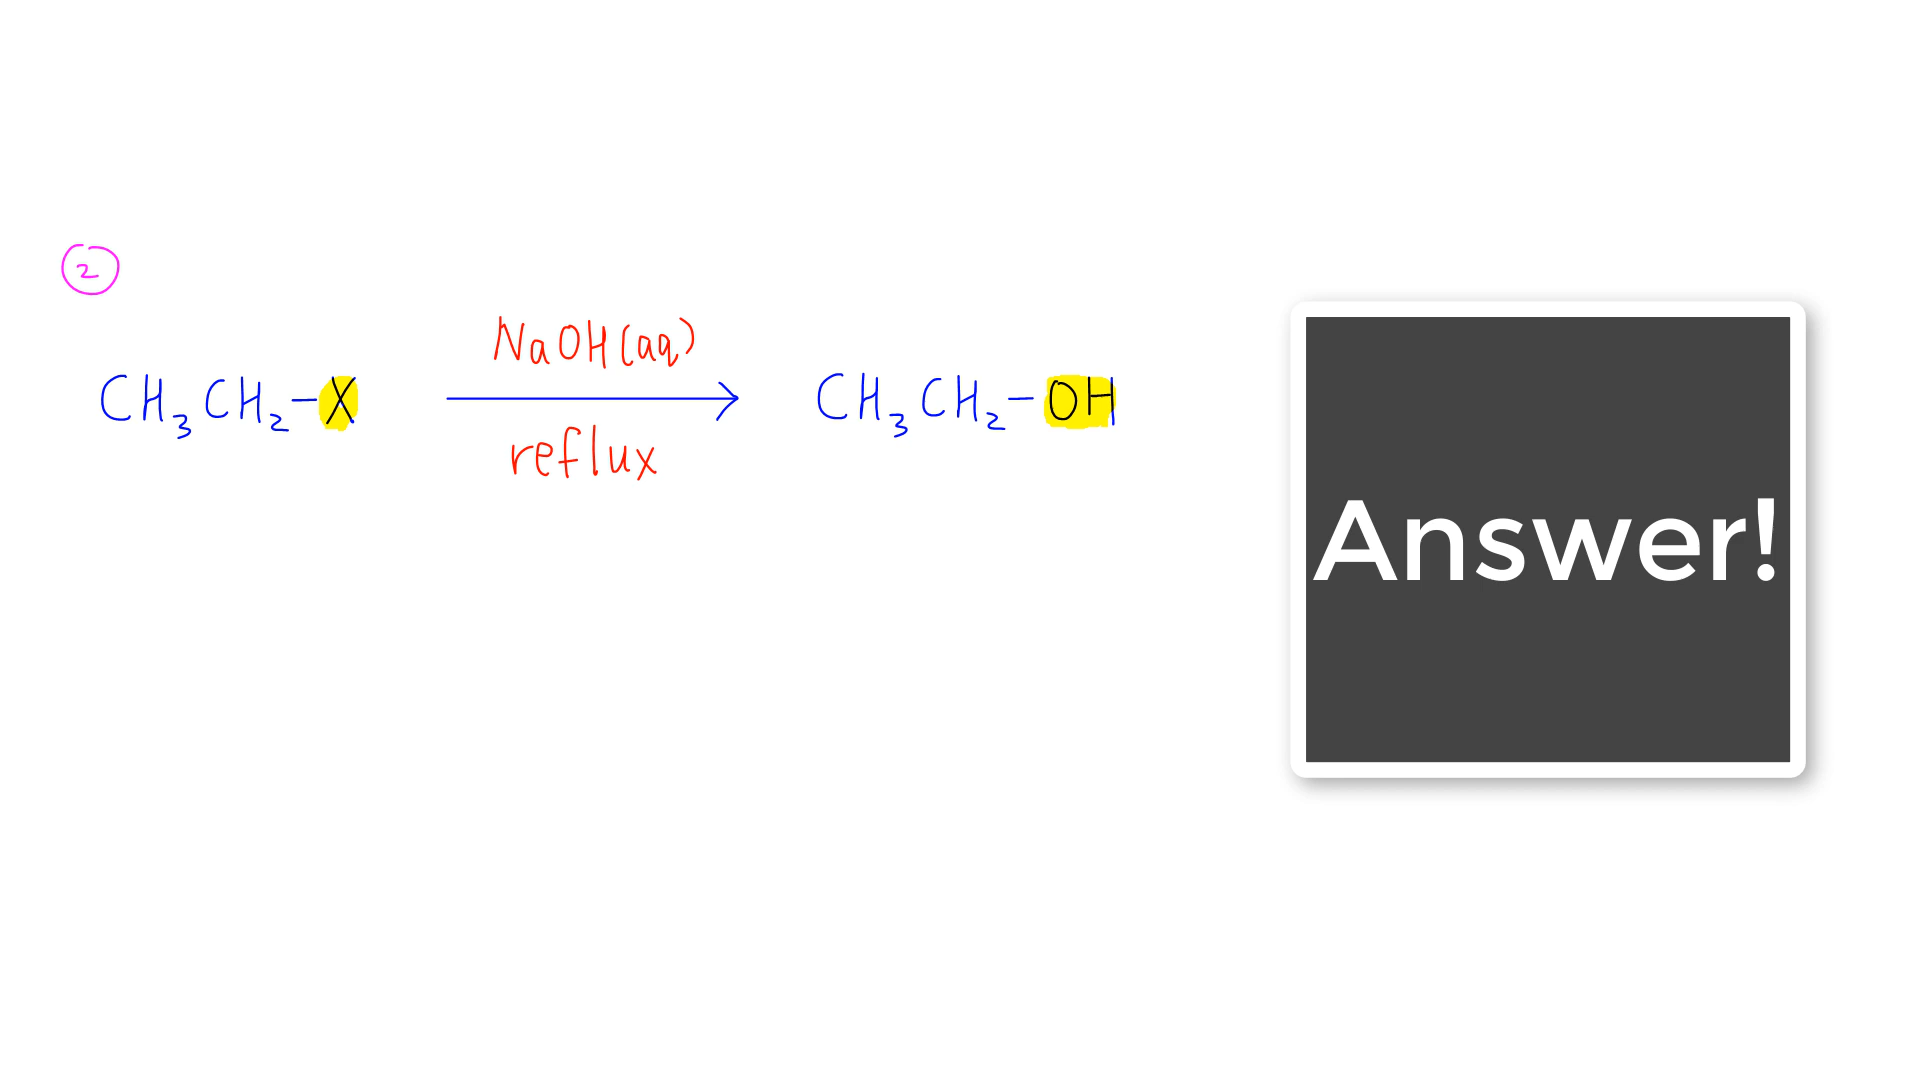 2
NaOH(aq)
CH₃CH₂-X → CH₃CH₂-OH
reflux
Answer!